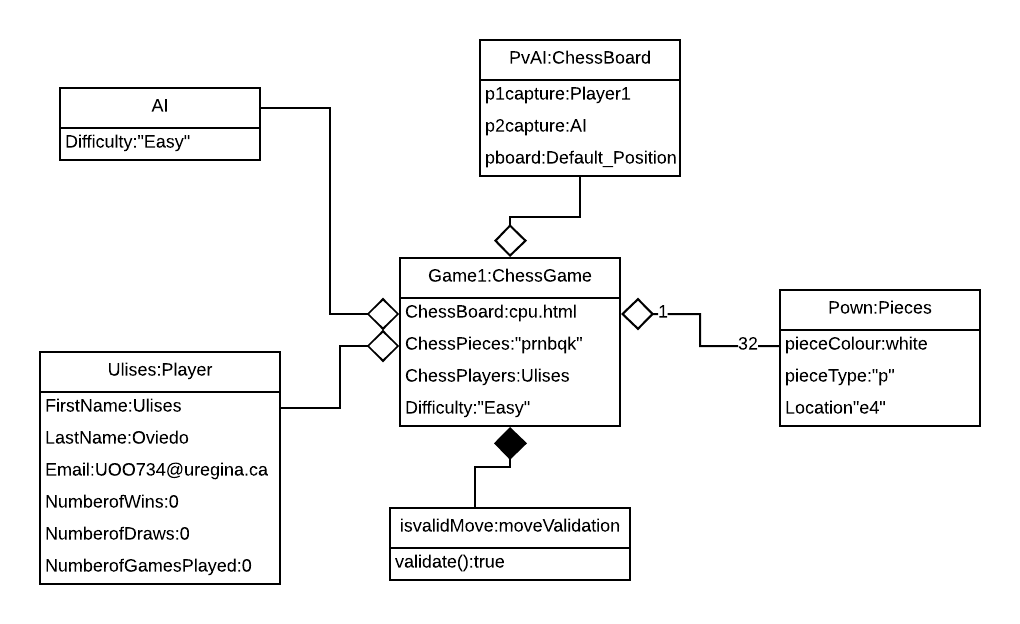 PvAI:ChessBoard
p1capture:Player1
p2capture:AI
pboard:Default_Position
AI
Difficulty:"Easy"
Game1:ChessGame
ChessBoard:cpu.html
ChessPieces:"prnbqk"
ChessPlayers:Ulises
Difficulty:"Easy"
1
32
Pown:Pieces
pieceColour:white
pieceType:"p"
Location"e4"
Ulises:Player
FirstName:Ulises
LastName:Oviedo
Email:UOO734@uregina.ca
NumberofWins:0
NumberofDraws:0
NumberofGamesPlayed:0
isvalidMove:moveValidation
validate():true